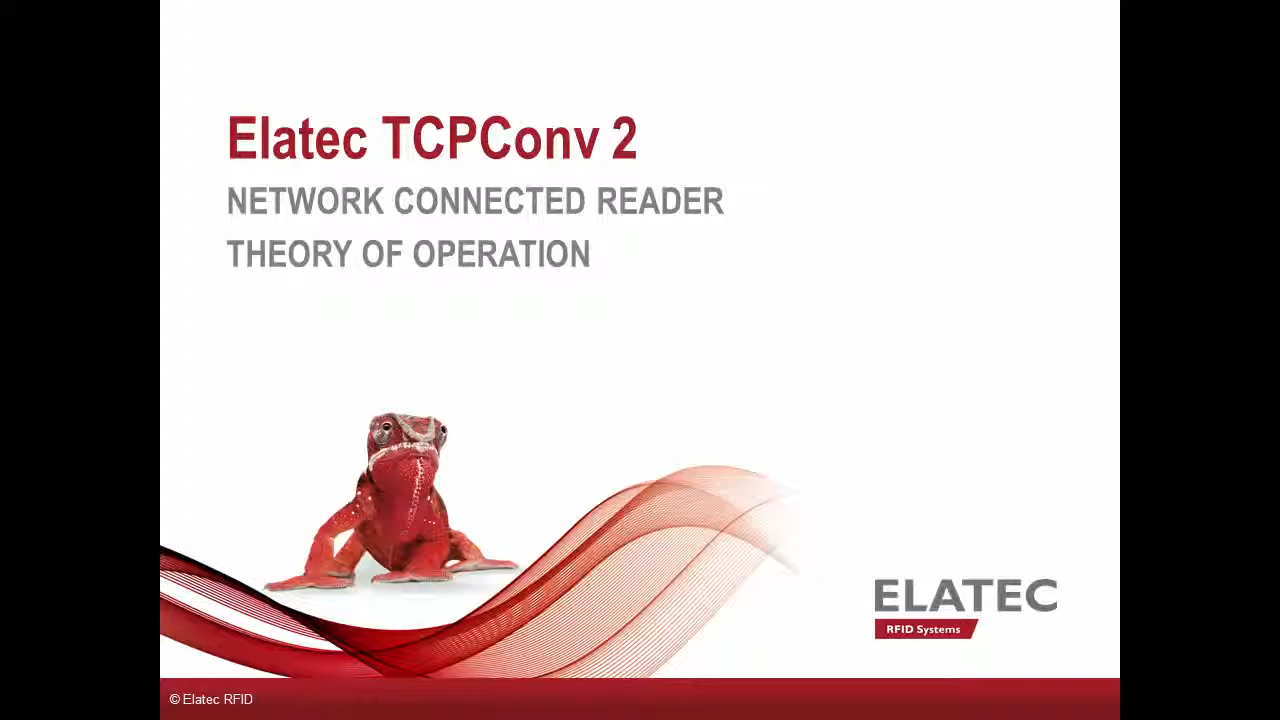 Elatec TCPConv 2
NETWORK CONNECTED READER
THEORY OF OPERATION
ELATEC
RFID Systems
© Elatec RFID